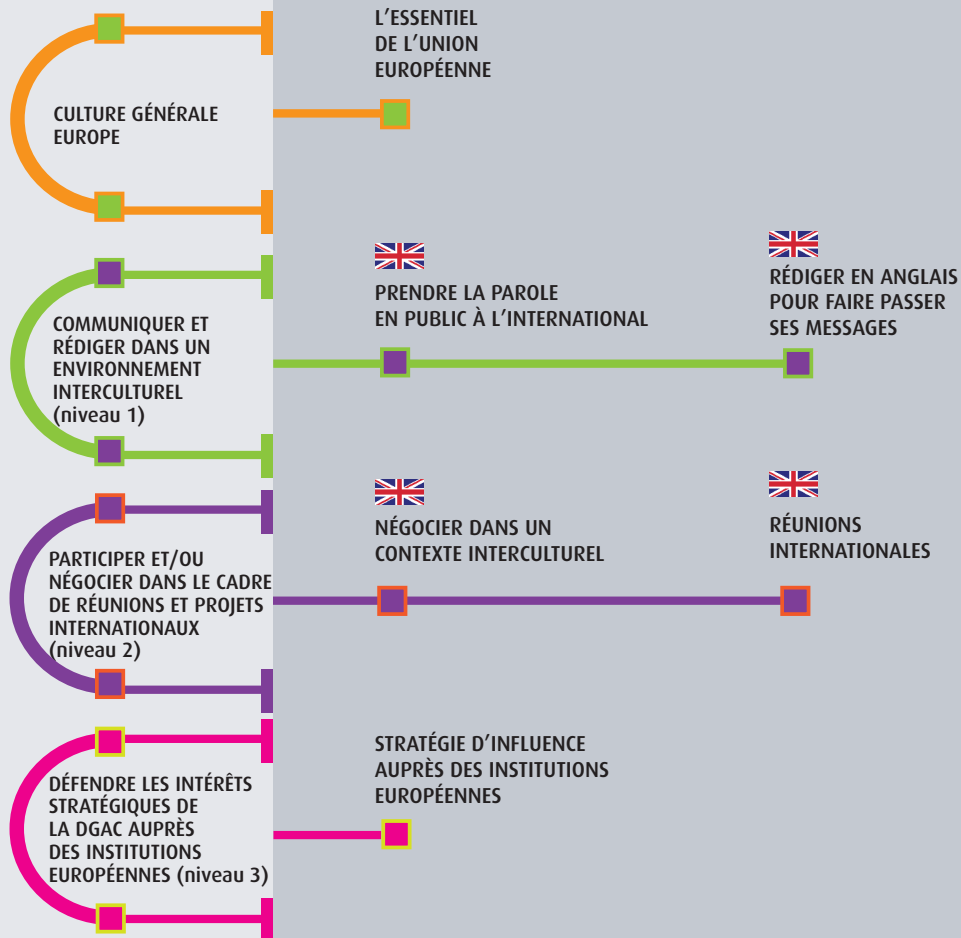 CULTURE GÉNÉRALE
EUROPE
L'ESSENTIEL
DE L'UNION
EUROPÉENNE
COMMUNIQUER ET
RÉDIGER DANS UN
ENVIRONNEMENT
INTERCULTUREL
(niveau 1)
PRENDRE LA PAROLE
EN PUBLIC À L'INTERNATIONAL
RÉDIGER EN ANGLAIS
POUR FAIRE PASSER
SES MESSAGES
PARTICIPER ET/OU
NÉGOCIER DANS LE CADRE
DE RÉUNIONS ET PROJETS
INTERNATIONAUX
(niveau 2)
NÉGOCIER DANS UN
CONTEXTE INTERCULTUREL
RÉUNIONS
INTERNATIONALES
DÉFENDRE LES INTÉRÊTS
STRATÉGIQUES DE
LA DGAC AUPRÈS
DES INSTITUTIONS
EUROPÉENNES (niveau 3)
STRATÉGIE D'INFLUENCE
AUPRÈS DES INSTITUTIONS
EUROPÉENNES